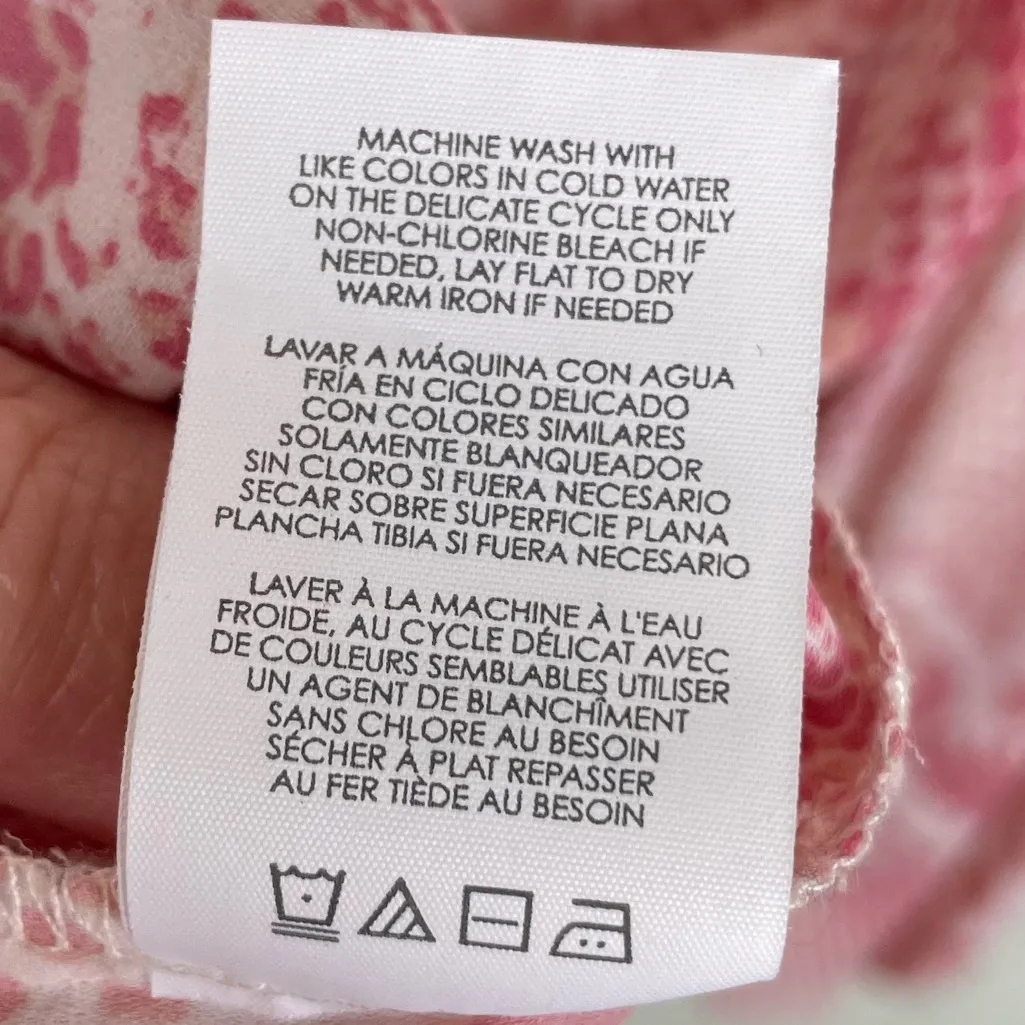 MACHINE WASH WITH
LIKE COLORS IN COLD WATER
ON THE DELICATE CYCLE ONLY
NON-CHLORINE BLEACH IF
NEEDED, LAY FLAT TO DRY
WARM IRON IF NEEDED
LAVAR A MÁQUINA CON AGUA
FRÍA EN CICLO DELICADO
CON COLORES SIMILARES
SOLAMENTE BLANQUEADOR
SIN CLORO SI FUERA NECESARIO
SECAR SOBRE SUPERFICIE PLANA
PLANCHA TIBIA SI FUERA NECESARIO
LAVER À LA MACHINE À L'EAU
FROIDE, AU CYCLE DÉLICAT AVEC
DE COULEURS SEMBLABLES UTILISER
UN AGENT DE BLANCHÎMENT
SANS CHLORE AU BESOIN
SÉCHER À PLAT REPASSER
AU FER TIÈDE AU BESOIN